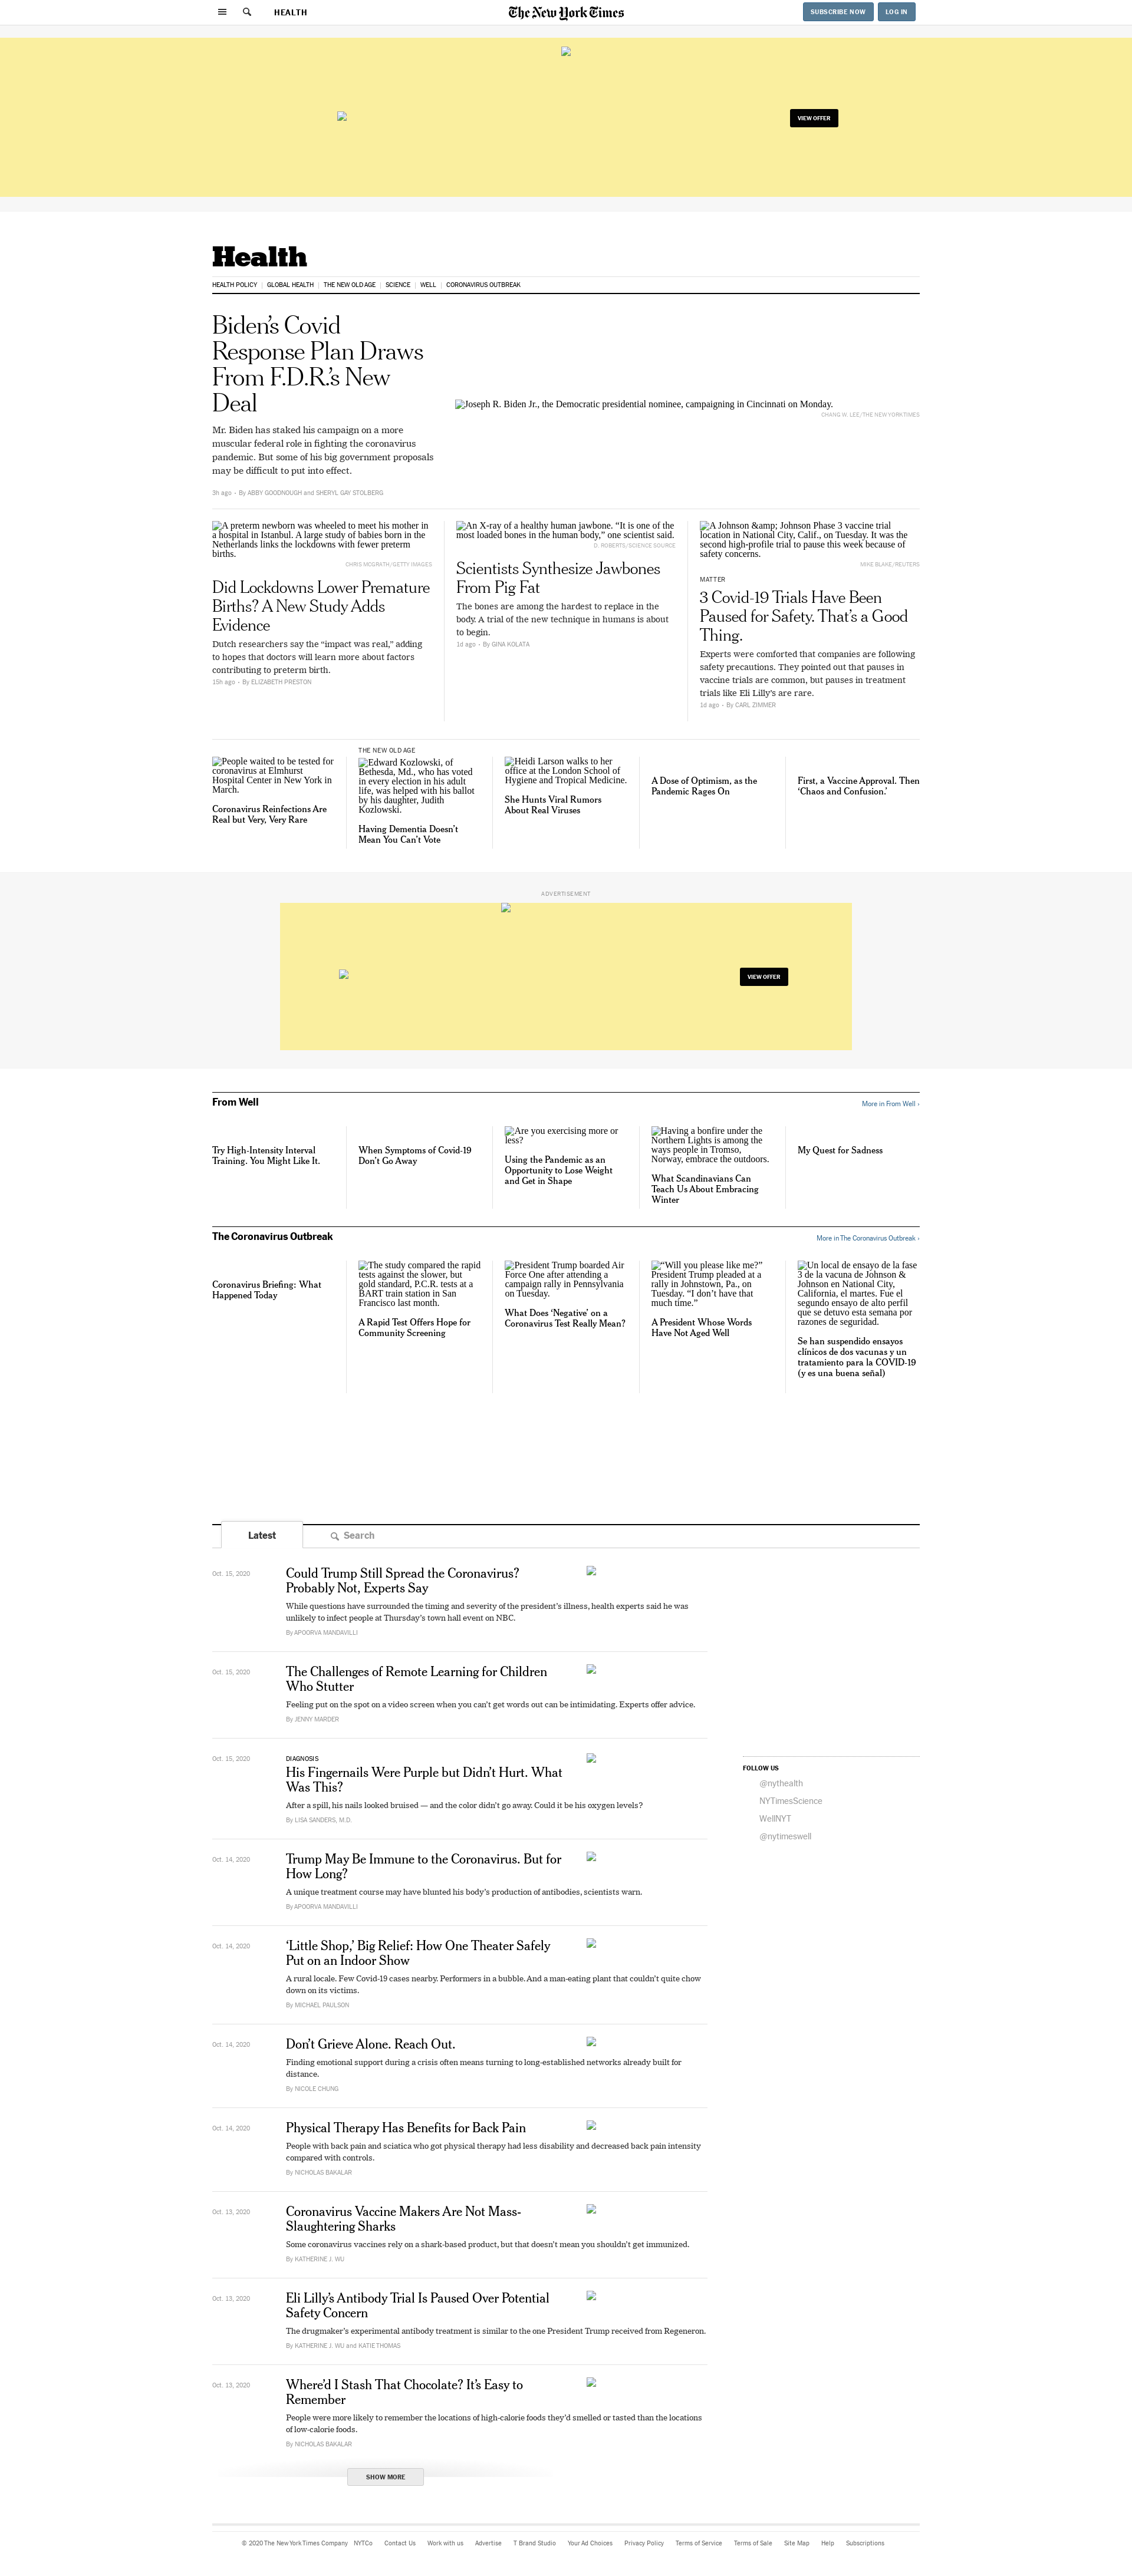 HEALTH
The New York Times
SUBSCRIBE NOW
LOG IN
VIEW OFFER
Health
HEALTH POLICY
GLOBAL HEALTH
THE NEW OLD AGE
SCIENCE
WELL
CORONAVIRUS OUTBREAK
Biden’s Covid
Response Plan Draws
From F.D.R.’s New
Deal
Mr. Biden has staked his campaign on a more
muscular federal role in fighting the coronavirus
pandemic. But some of his big government proposals
may be difficult to put into effect.
3h ago • By ABBY GOODNOUGH and SHERYL GAY STOLBERG
Joseph R. Biden Jr., the Democratic presidential nominee, campaigning in Cincinnati on Monday.
CHANG W. LEE/THE NEW YORK TIMES
A preterm newborn was wheeled to meet his mother in
a hospital in Istanbul. A large study of babies born in the
Netherlands links the lockdowns with fewer preterm
births.
CHRIS MCGRATH/GETTY IMAGES
Did Lockdowns Lower Premature
Births? A New Study Adds
Evidence
Dutch researchers say the “impact was real,” adding
to hopes that doctors will learn more about factors
contributing to preterm birth.
15h ago • By ELIZABETH PRESTON
An X-ray of a healthy human jawbone. “It is one of the
most loaded bones in the human body,” one scientist said.
D. ROBERTS/SCIENCE SOURCE
Scientists Synthesize Jawbones
From Pig Fat
The bones are among the hardest to replace in the
body. A trial of the new technique in humans is about
to begin.
1d ago • By GINA KOLATA
A Johnson &amp; Johnson Phase 3 vaccine trial
location in National City, Calif., on Tuesday. It was the
second high-profile trial to pause this week because of
safety concerns.
MIKE BLAKE/REUTERS
MATTER
3 Covid-19 Trials Have Been
Paused for Safety. That’s a Good
Thing.
Experts were comforted that companies are following
safety precautions. They pointed out that pauses in
vaccine trials are common, but pauses in treatment
trials like Eli Lilly’s are rare.
1d ago • By CARL ZIMMER
People waited to be tested for
coronavirus at Elmhurst
Hospital Center in New York in
March.
Coronavirus Reinfections Are
Real but Very, Very Rare
THE NEW OLD AGE
Edward Kozlowski, of
Bethesda, Md., who has voted
in every election in his adult
life, was helped with his ballot
by his daughter, Judith
Kozlowski.
Having Dementia Doesn’t
Mean You Can’t Vote
Heidi Larson walks to her
office at the London School of
Hygiene and Tropical Medicine.
She Hunts Viral Rumors
About Real Viruses
A Dose of Optimism, as the
Pandemic Rages On
First, a Vaccine Approval. Then
‘Chaos and Confusion.’
ADVERTISEMENT
VIEW OFFER
From Well
More in From Well ›
Try High-Intensity Interval
Training. You Might Like It.
When Symptoms of Covid-19
Don’t Go Away
Are you exercising more or
less?
Using the Pandemic as an
Opportunity to Lose Weight
and Get in Shape
Having a bonfire under the
Northern Lights is among the
ways people in Tromso,
Norway, embrace the outdoors.
What Scandinavians Can
Teach Us About Embracing
Winter
My Quest for Sadness
The Coronavirus Outbreak
More in The Coronavirus Outbreak ›
Coronavirus Briefing: What
Happened Today
The study compared the rapid
tests against the slower, but
gold standard, P.C.R. tests at a
BART train station in San
Francisco last month.
A Rapid Test Offers Hope for
Community Screening
President Trump boarded Air
Force One after attending a
campaign rally in Pennsylvania
on Tuesday.
What Does ‘Negative’ on a
Coronavirus Test Really Mean?
“Will you please like me?”
President Trump pleaded at a
rally in Johnstown, Pa., on
Tuesday. “I don’t have that
much time.”
A President Whose Words
Have Not Aged Well
Un local de ensayo de la fase
3 de la vacuna de Johnson &
Johnson en National City,
California, el martes. Fue el
segundo ensayo de alto perfil
que se detuvo esta semana por
razones de seguridad.
Se han suspendido ensayos
clínicos de dos vacunas y un
tratamiento para la COVID-19
(y es una buena señal)
Latest
Search
Oct. 15, 2020
Could Trump Still Spread the Coronavirus?
Probably Not, Experts Say
While questions have surrounded the timing and severity of the president’s illness, health experts said he was
unlikely to infect people at Thursday’s town hall event on NBC.
By APOORVA MANDAVILLI
Oct. 15, 2020
The Challenges of Remote Learning for Children
Who Stutter
Feeling put on the spot on a video screen when you can’t get words out can be intimidating. Experts offer advice.
By JENNY MARDER
Oct. 15, 2020
DIAGNOSIS
His Fingernails Were Purple but Didn’t Hurt. What
Was This?
After a spill, his nails looked bruised — and the color didn’t go away. Could it be his oxygen levels?
By LISA SANDERS, M.D.
Oct. 14, 2020
Trump May Be Immune to the Coronavirus. But for
How Long?
A unique treatment course may have blunted his body’s production of antibodies, scientists warn.
By APOORVA MANDAVILLI
Oct. 14, 2020
‘Little Shop,’ Big Relief: How One Theater Safely
Put on an Indoor Show
A rural locale. Few Covid-19 cases nearby. Performers in a bubble. And a man-eating plant that couldn’t quite chow
down on its victims.
By MICHAEL PAULSON
Oct. 14, 2020
Don’t Grieve Alone. Reach Out.
Finding emotional support during a crisis often means turning to long-established networks already built for
distance.
By NICOLE CHUNG
Oct. 14, 2020
Physical Therapy Has Benefits for Back Pain
People with back pain and sciatica who got physical therapy had less disability and decreased back pain intensity
compared with controls.
By NICHOLAS BAKALAR
Oct. 13, 2020
Coronavirus Vaccine Makers Are Not Mass-
Slaughtering Sharks
Some coronavirus vaccines rely on a shark-based product, but that doesn’t mean you shouldn’t get immunized.
By KATHERINE J. WU
Oct. 13, 2020
Eli Lilly’s Antibody Trial Is Paused Over Potential
Safety Concern
The drugmaker’s experimental antibody treatment is similar to the one President Trump received from Regeneron.
By KATHERINE J. WU and KATIE THOMAS
Oct. 13, 2020
Where’d I Stash That Chocolate? It’s Easy to
Remember
People were more likely to remember the locations of high-calorie foods they’d smelled or tasted than the locations
of low-calorie foods.
By NICHOLAS BAKALAR
SHOW MORE
FOLLOW US
@nythealth
NYTimesScience
WellNYT
@nytimeswell
© 2020 The New York Times Company
NYTCo
Contact Us
Work with us
Advertise
T Brand Studio
Your Ad Choices
Privacy Policy
Terms of Service
Terms of Sale
Site Map
Help
Subscriptions